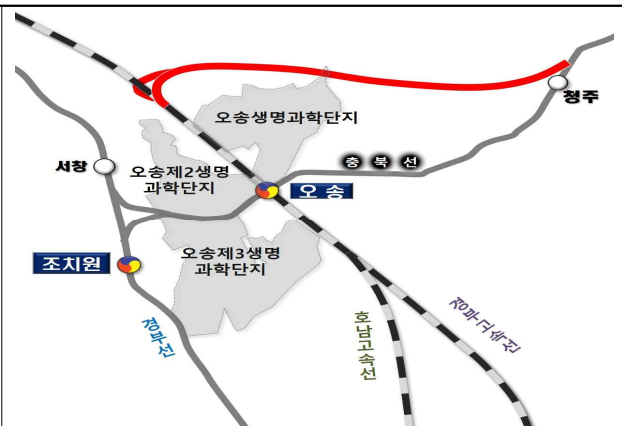 오송생명과학단지
청주
충북선
서창
오송제2생명
과학단지
오송
오송제3생명
과학단지
조치원
경부선
호남고속선
경부고속선